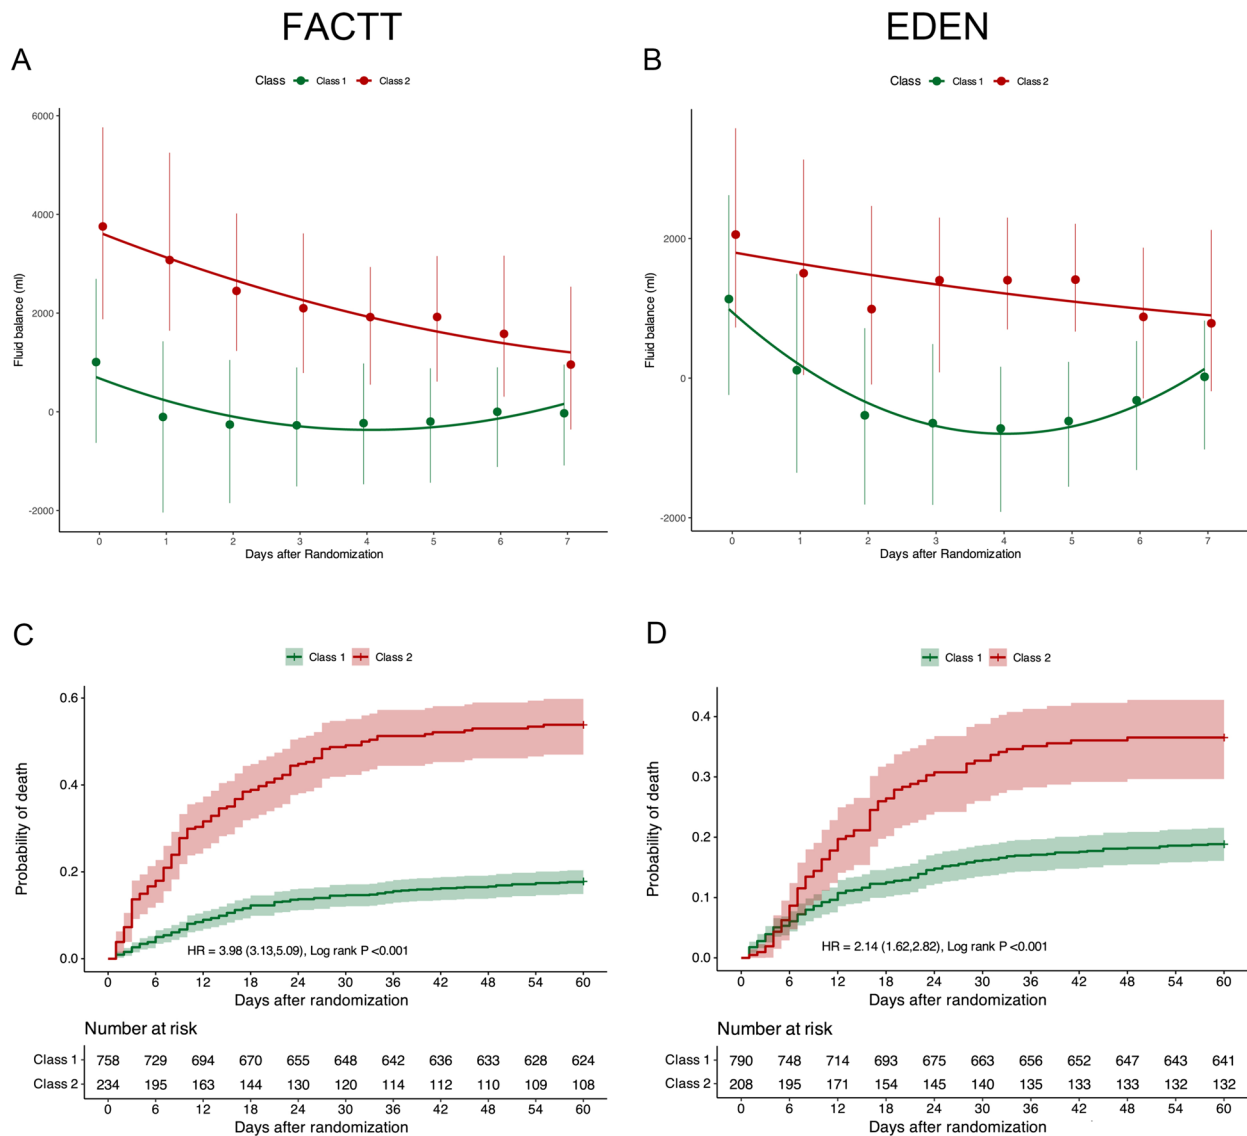 FACTT
EDEN
A
B
Class Class 1 Class 2
Class Class 1 Class 2
Fluid balance (ml)
6000
4000
2000
0
-2000
0 1 2 3 4 5 6 7
Days after Randomization
Fluid balance (ml)
2000
0
-2000
0 1 2 3 4 5 6 7
Days after Randomization
C
D
Class 1 Class 2
Class 1 Class 2
Probability of death
0.6
0.4
0.2
0.0
HR = 3.98 (3.13,5.09), Log rank P <0.001
0 6 12 18 24 30 36 42 48 54 60
Days after randomization
Number at risk
Class 1 758 729 694 670 655 648 642 636 633 628 624
Class 2 234 195 163 144 130 120 114 112 110 109 108
0 6 12 18 24 30 36 42 48 54 60
Days after randomization
Probability of death
0.4
0.3
0.2
0.1
0.0
HR = 2.14 (1.62,2.82), Log rank P <0.001
0 6 12 18 24 30 36 42 48 54 60
Days after randomization
Number at risk
Class 1 790 748 714 693 675 663 656 652 647 643 641
Class 2 208 195 171 154 145 140 135 133 133 132 132
0 6 12 18 24 30 36 42 48 54 60
Days after randomization